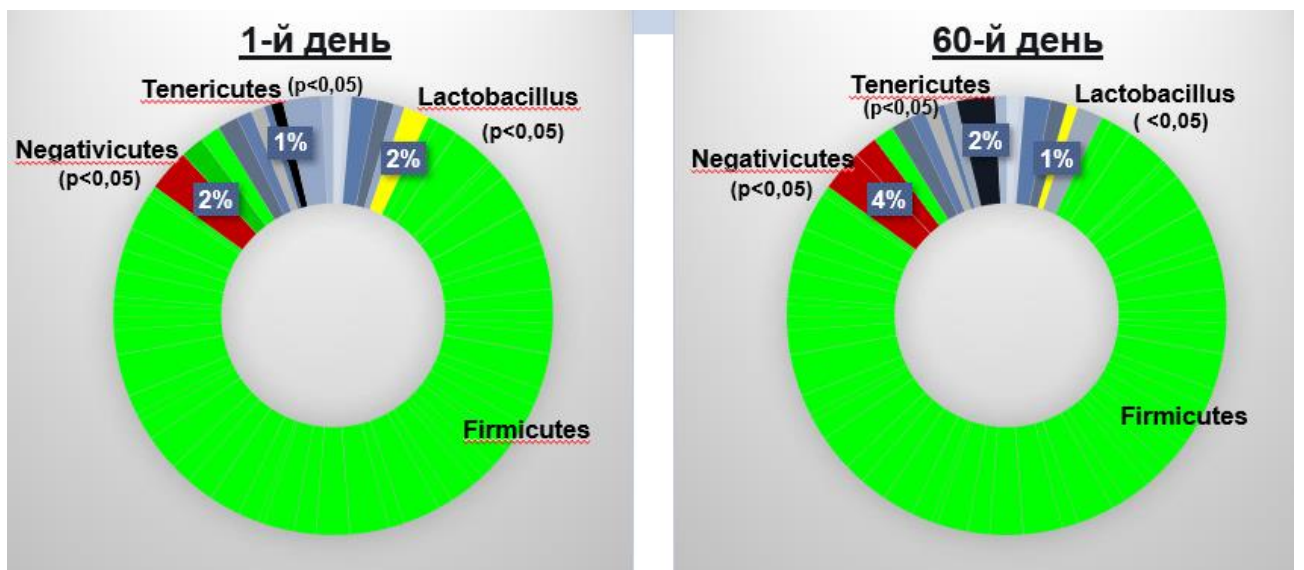 1-й день
Tenericutes (p<0,05)
Lactobacillus
(p<0,05)
Negativicutes
(p<0,05)
1%
2%
2%
Firmicutes
60-й день
Tenericutes
(p<0,05)
Lactobacillus
( <0,05)
Negativicutes
(p<0,05)
2%
1%
4%
Firmicutes